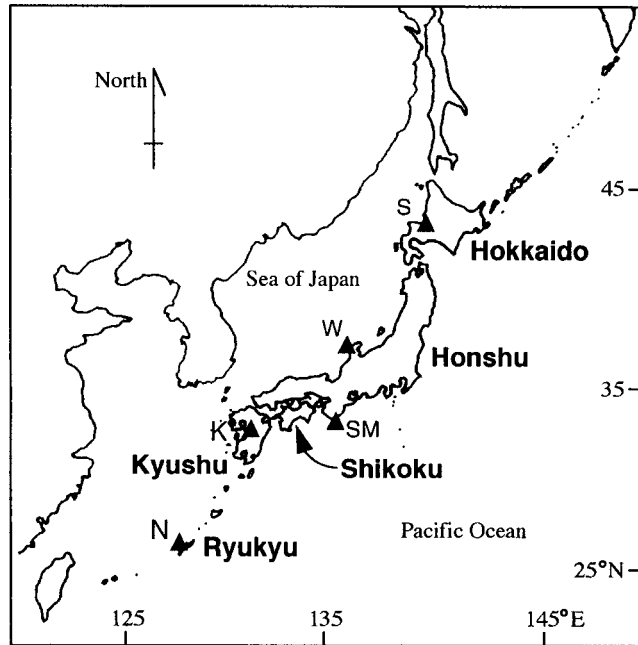 North
45
S
Hokkaido
Sea of Japan
W
Honshu
35
K
SM
Kyushu
Shikoku
N
Ryukyu
Pacific Ocean
25°N
125
135
145°E